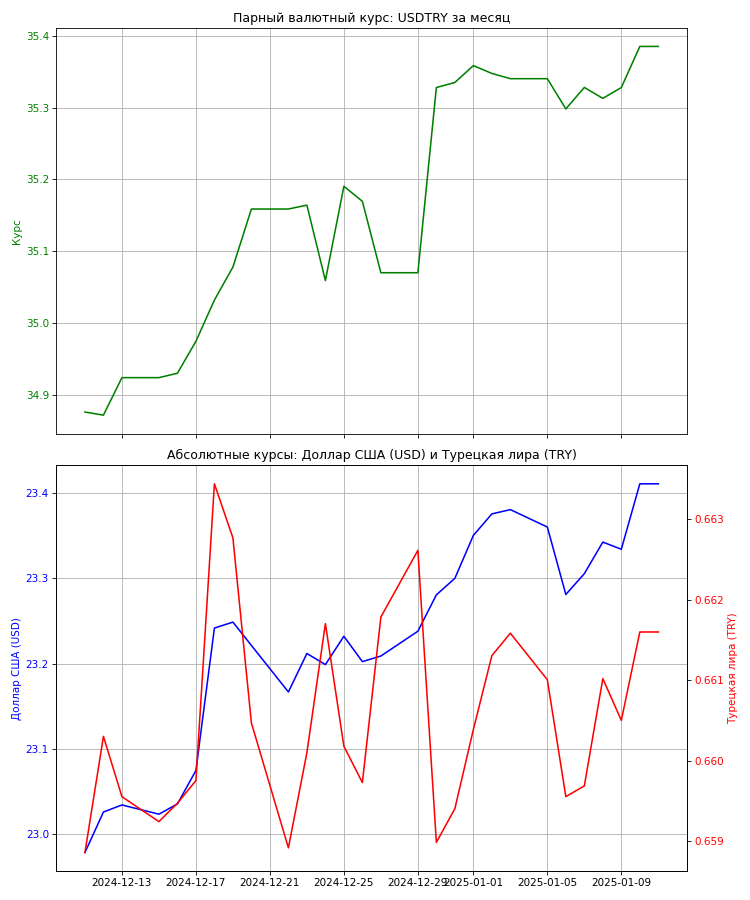 Парный валютный курс: USDTRY за месяц
35.4
35.3
35.2
35.1
35.0
34.9
Курс
Абсолютные курсы: Доллар США (USD) и Турецкая лира (TRY)
23.4
23.3
23.2
23.1
23.0
Доллар США (USD)
0.663
0.662
0.661
0.660
0.659
Турецкая лира (TRY)
2024-12-13 2024-12-17 2024-12-21 2024-12-25 2024-12-29 2025-01-01 2025-01-05 2025-01-09